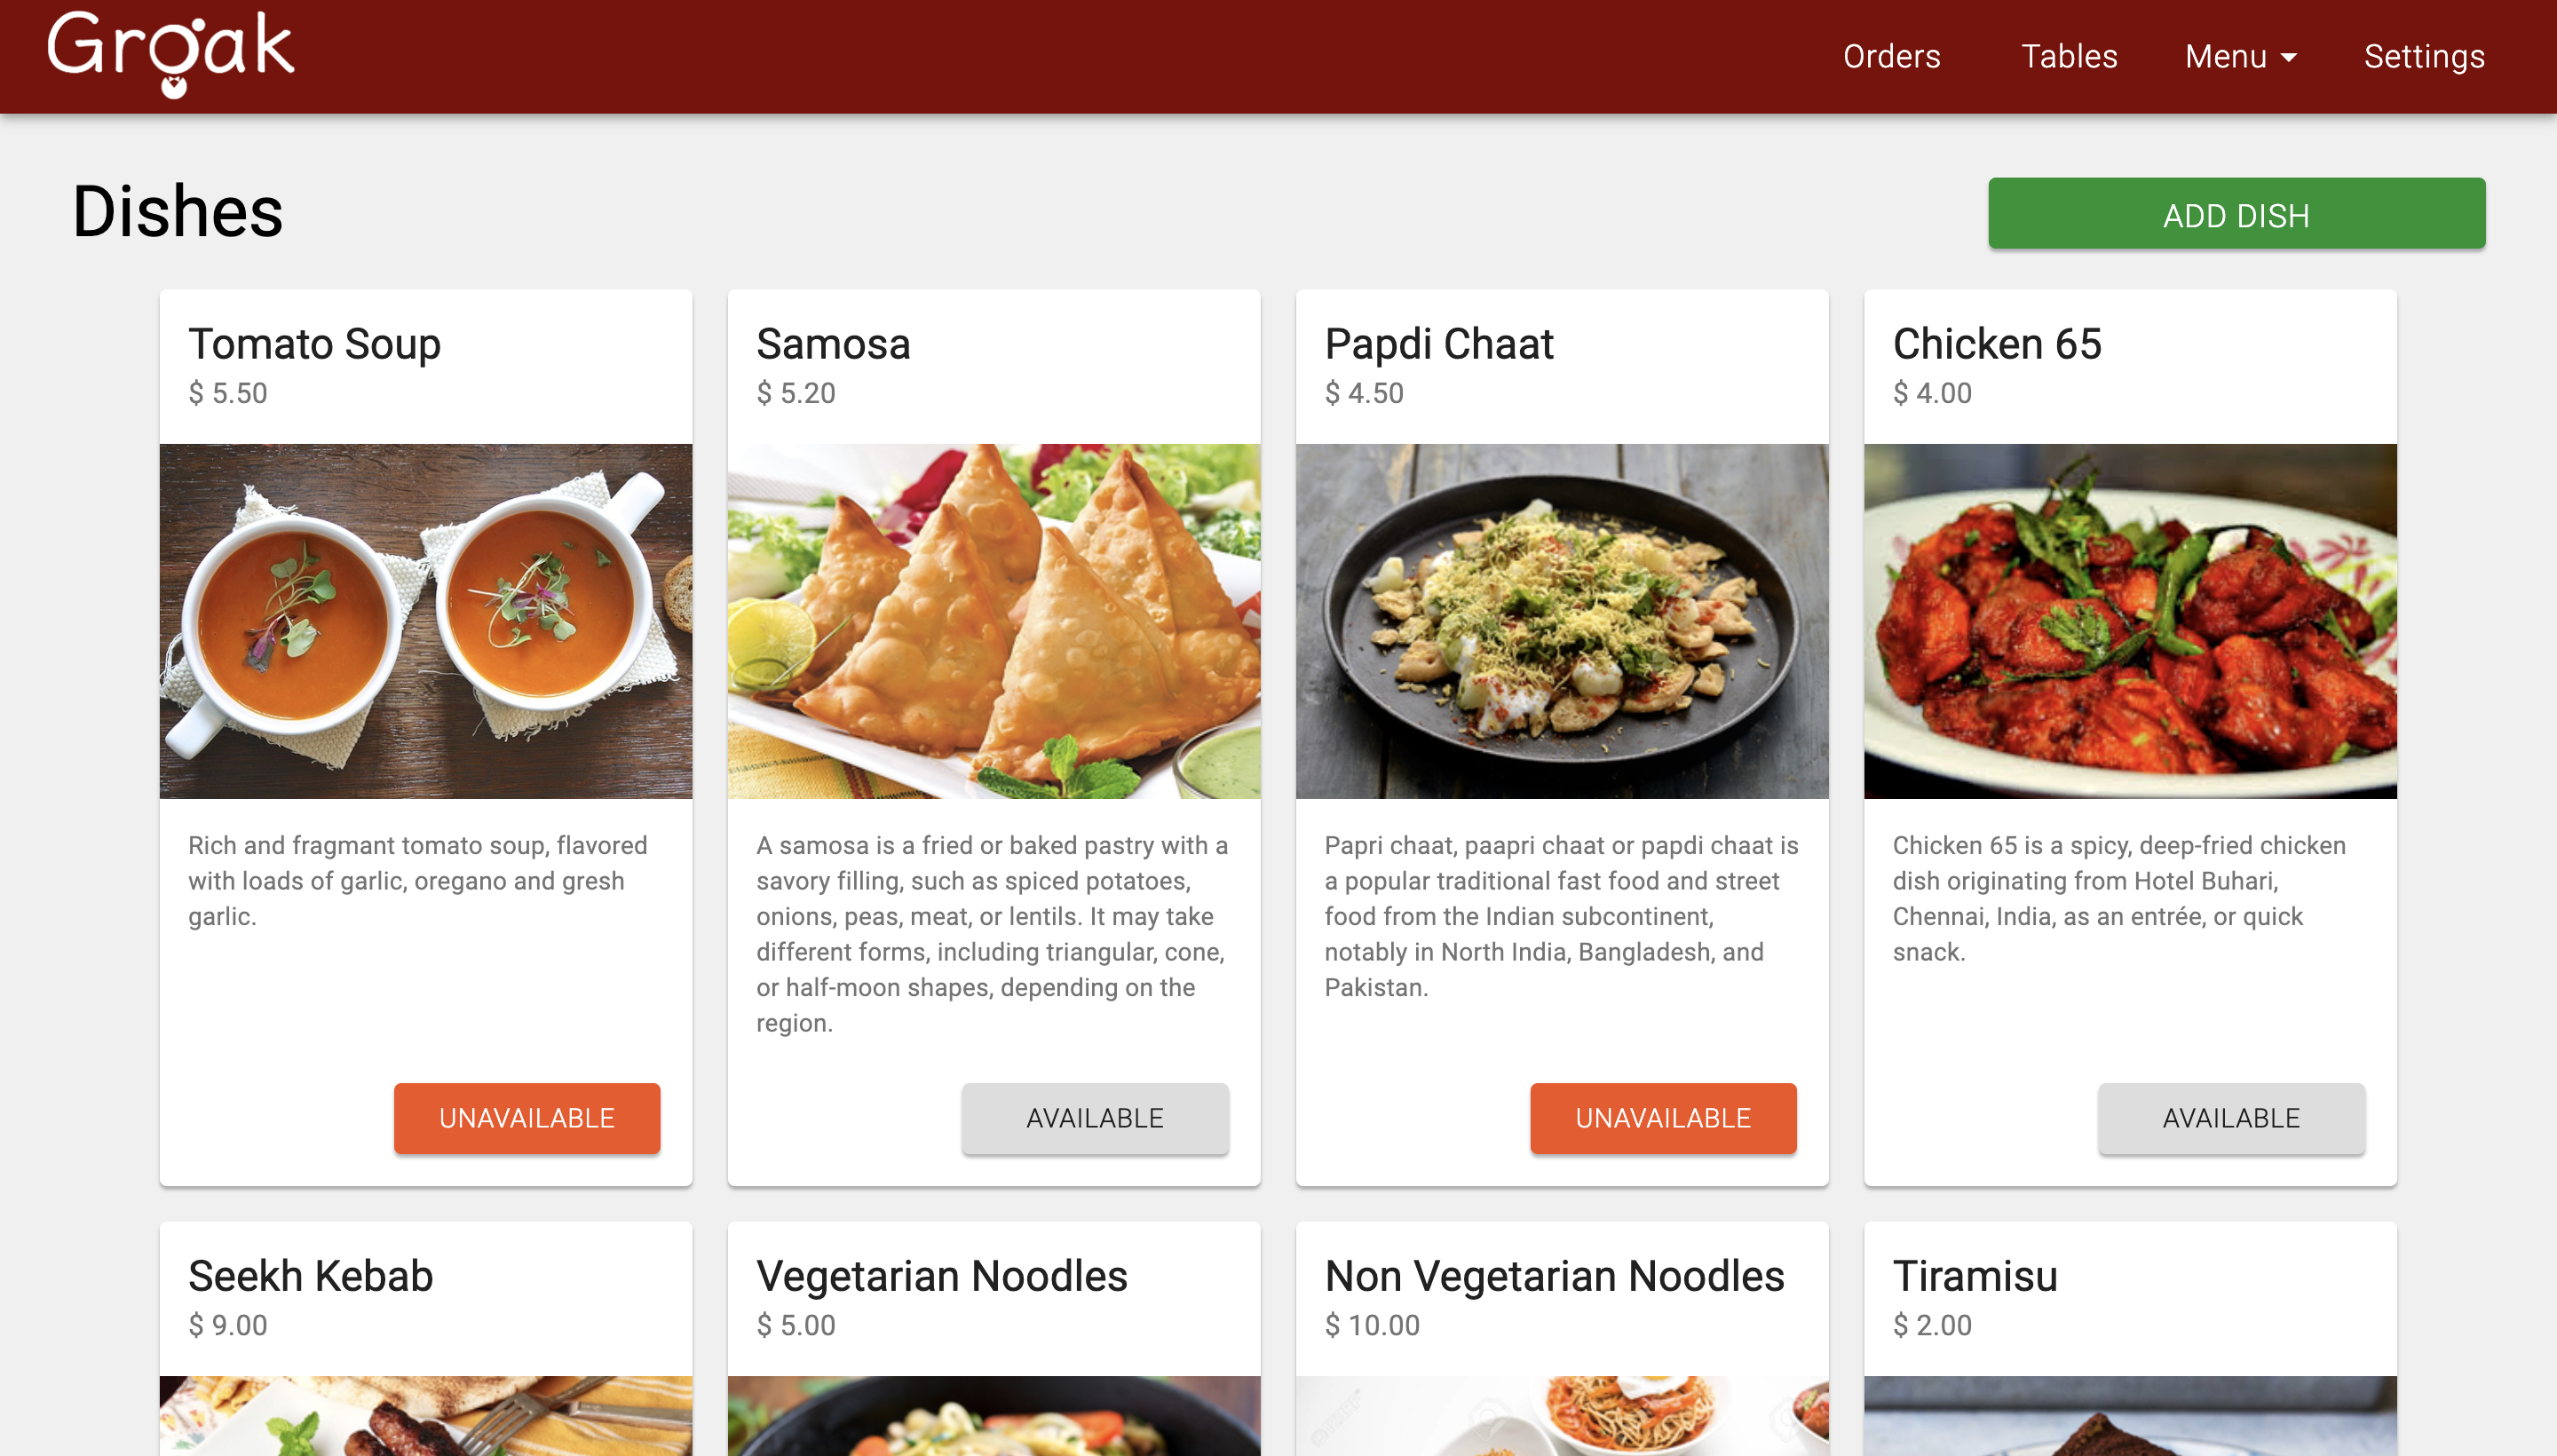 Groak
Orders
Tables
Menu
Settings
Dishes
ADD DISH
Tomato Soup
$ 5.50
Rich and fragmant tomato soup, flavored
with loads of garlic, oregano and gresh
garlic.
UNAVAILABLE
Samosa
$ 5.20
A samosa is a fried or baked pastry with a
savory filling, such as spiced potatoes,
onions, peas, meat, or lentils. It may take
different forms, including triangular, cone,
or half-moon shapes, depending on the
region.
AVAILABLE
Papdi Chaat
$ 4.50
Papri chaat, paapri chaat or papdi chaat is
a popular traditional fast food and street
food from the Indian subcontinent,
notably in North India, Bangladesh, and
Pakistan.
UNAVAILABLE
Chicken 65
$ 4.00
Chicken 65 is a spicy, deep-fried chicken
dish originating from Hotel Buhari,
Chennai, India, as an entrée, or quick
snack.
AVAILABLE
Seekh Kebab
$ 9.00
Vegetarian Noodles
$ 5.00
Non Vegetarian Noodles
$ 10.00
Tiramisu
$ 2.00